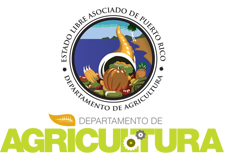 ESTADO LIBRE ASOCIADO DE PUERTO RICO
• DEPARTAMENTO DE AGRICULTURA •
DEPARTAMENTO DE
AGRICULTURA